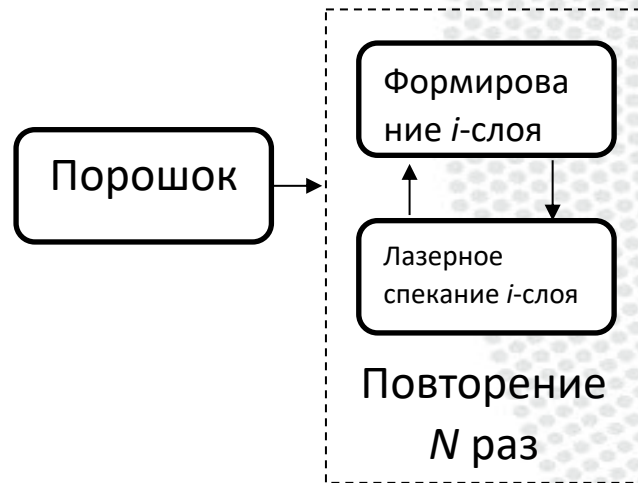 Порошок
Формирова
ние i-слоя
Лазерное
спекание i-слоя
Повторение
N раз